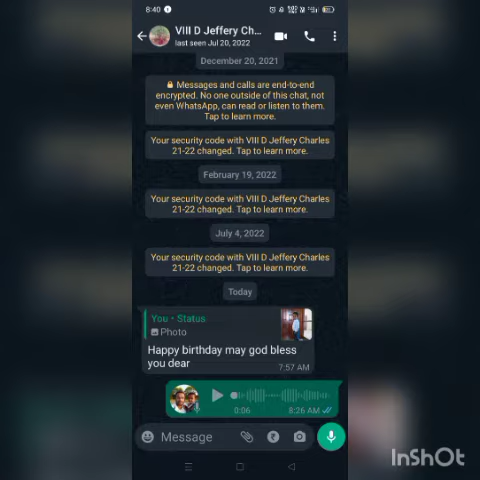 8:40
VIII D Jeffery Ch...
last seen Jul 20, 2022
December 20, 2021
Messages and calls are end-to-end
encrypted. No one outside of this chat, not
even WhatsApp, can read or listen to them.
Tap to learn more.
Your security code with VIII D Jeffery Charles
21-22 changed. Tap to learn more.
February 19, 2022
Your security code with VIII D Jeffery Charles
21-22 changed. Tap to learn more.
July 4, 2022
Your security code with VIII D Jeffery Charles
21-22 changed. Tap to learn more.
Today
You • Status
Photo
Happy birthday may god bless
you dear
7:57 AM
0:06
8:26 AM
Message
InShOt